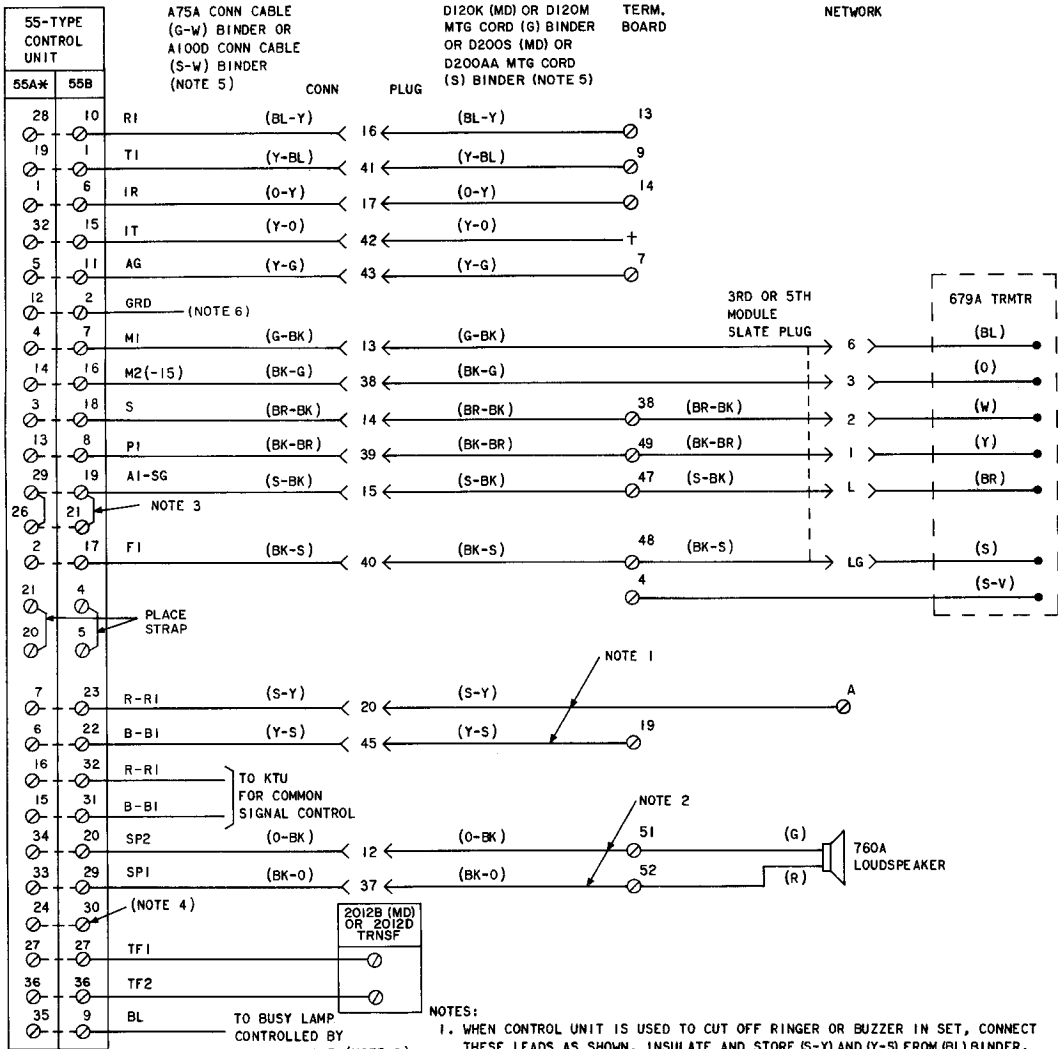 55-TYPE
CONTROL
UNIT
55A* 55B
A75A CONN CABLE
(G-W) BINDER OR
A100D CONN CABLE
(S-W) BINDER
(NOTE 5)
CONN
PLUG
D120K (MD) OR D120M
MTG CORD (G) BINDER
OR D200S (MD) OR
D200AA MTG CORD
(S) BINDER (NOTE 5)
TERM.
BOARD
NETWORK
28 10 R1 (BL-Y) 16 (BL-Y) 13
19 1 T1 (Y-BL) 41 (Y-BL) 9
1 6 IR (O-Y) 17 (O-Y) 14
32 15 IT (Y-O) 42 (Y-O) †
5 11 AG (Y-G) 43 (Y-G) 7
12 2 GRD (NOTE 6)
3RD OR 5TH
MODULE
SLATE PLUG
679A TRMTR
4 7 M1 (G-BK) 13 (G-BK) 6 (BL)
14 16 M2(-15) (BK-G) 38 (BK-G) 3 (O)
3 18 S (BR-BK) 14 (BR-BK) 38 (BR-BK) 2 (W)
13 8 P1 (BK-BR) 39 (BK-BR) 49 (BK-BR) 1 (Y)
29 19 A1-SG (S-BK) 15 (S-BK) 47 (S-BK) L (BR)
26 21 NOTE 3
2 17 F1 (BK-S) 40 (BK-S) 48 (BK-S) LG (S)
21 4 4 (S-V)
PLACE
STRAP
20 5
NOTE 1
7 23 R-R1 (S-Y) 20 (S-Y) A
6 22 B-B1 (Y-S) 45 (Y-S) 19
16 32 R-R1
TO KTU
FOR COMMON
SIGNAL CONTROL
15 31 B-B1
NOTE 2
34 20 SP2 (O-BK) 12 (O-BK) 51 (G)
760A
LOUDSPEAKER
33 29 SP1 (BK-O) 37 (BK-O) 52 (R)
24 30 (NOTE 4)
2012B (MD)
OR 2012D
TRNSF
27 27 TF1
36 36 TF2
35 9 BL TO BUSY LAMP
CONTROLLED BY
NOTES:
1. WHEN CONTROL UNIT IS USED TO CUT OFF RINGER OR BUZZER IN SET, CONNECT
THESE LEADS AS SHOWN. INSULATE AND STORE (S-Y) AND (Y-S) FROM (BL) BINDER.